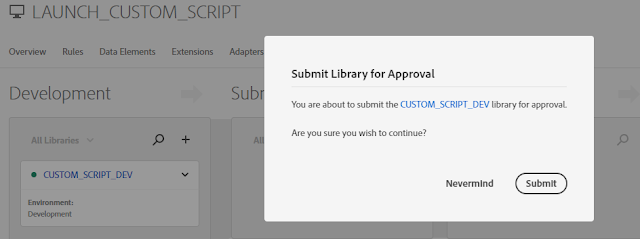 LAUNCH_CUSTOM_SCRIPT
Overview Rules Data Elements Extensions Adapters
Development
Subm
All Libraries
All
CUSTOM_SCRIPT_DEV
Environment:
Development
Submit Library for Approval
You are about to submit the CUSTOM_SCRIPT_DEV library for approval.
Are you sure you wish to continue?
Nevermind Submit